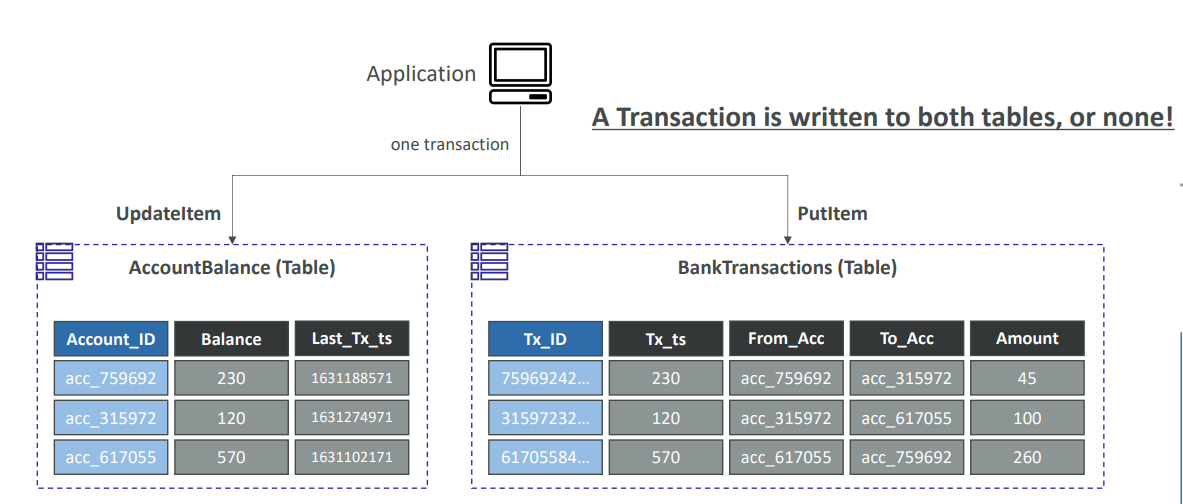 Application
A Transaction is written to both tables, or none!
one transaction
UpdateItem
PutItem
AccountBalance (Table)
BankTransactions (Table)
Account_ID Balance Last_Tx_ts
acc_759692 230 1631188571
acc_315972 120 1631274971
acc_617055 570 1631102171
Tx_ID Tx_ts From_Acc To_Acc Amount
75969242... 230 acc_759692 acc_315972 45
31597232... 120 acc_315972 acc_617055 100
61705584... 570 acc_617055 acc_759692 260